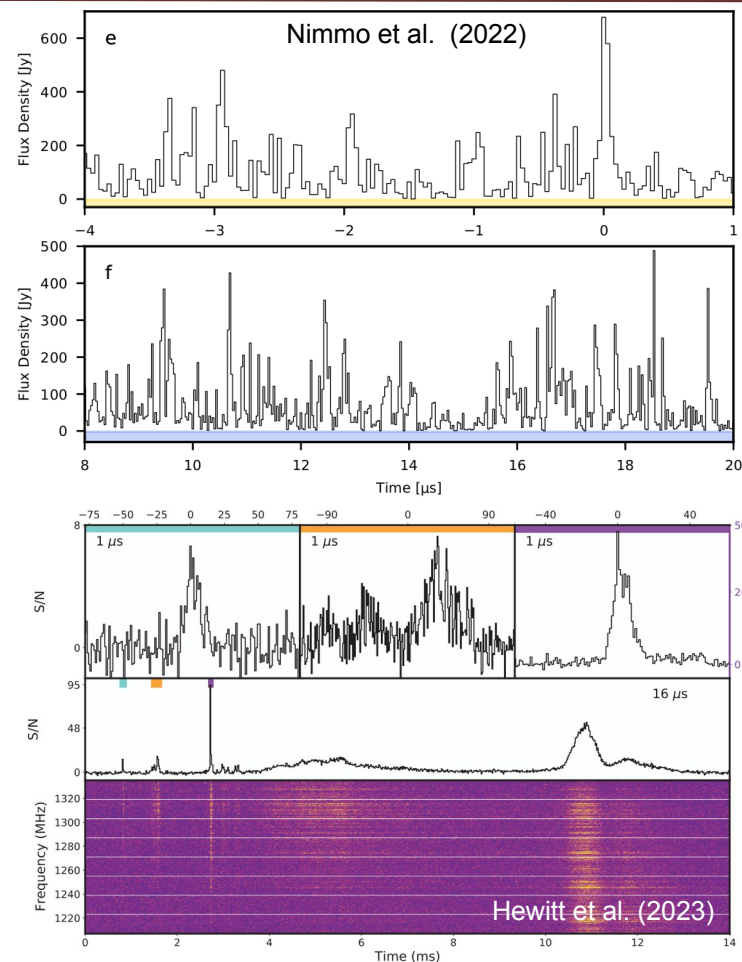 Nimmo et al. (2022)
e
Flux Density [Jy]
600
400
200
0
−4 −3 −2 −1 0 1
f
Flux Density [Jy]
500
400
300
200
100
0
8 10 12 14 16 18 20
Time [μs]
−75 −50 −25 0 25 50 75 −90 0 90 −40 0 40
8
1 μs 1 μs 1 μs
S/N
0
95
16 μs
S/N
48
0
Frequency (MHz)
1320
1300
1280
1260
1240
1220
Hewitt et al. (2023)
0 2 4 6 8 10 12 14
Time (ms)